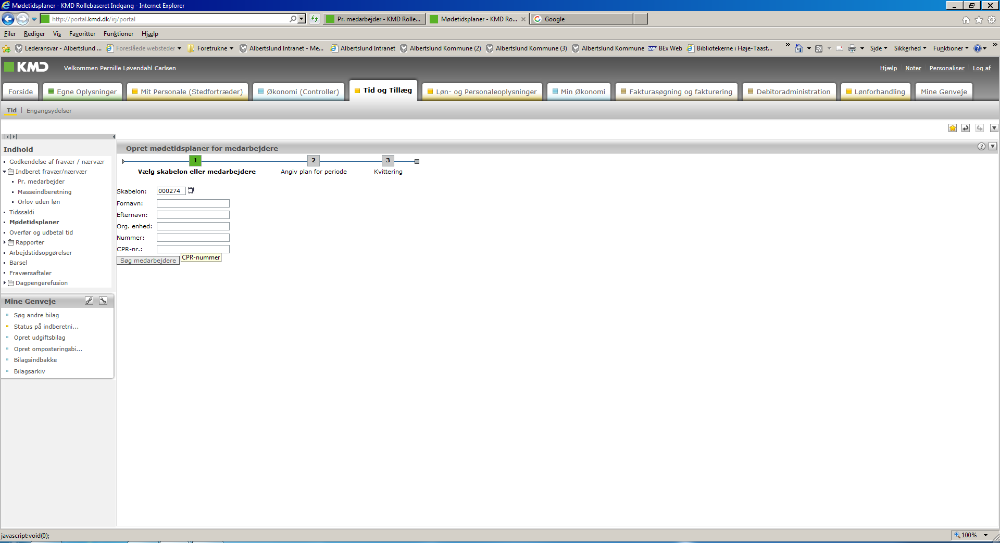 Mødetidsplaner - KMD Rollebaseret Indgang - Internet Explorer
http://portal.kmd.dk/irj/portal
Pr. medarbejder - KMD Rolle...
Mødetidsplaner - KMD Ro...
Google
Filer Rediger Vis Favoritter Funktioner Hjælp
Lederansvar - Albertslund ... Foreslåede websteder Foretrukne Albertslund Intranet - Me... Albertslund Intranet Albertslund Kommune (2) Albertslund Kommune (3) Albertslund Kommune BEx Web Bibliotekerne i Høje-Taast... » Side Sikkerhed Funktioner »
KMD Velkommen Pernille Løvendahl Carlsen Hjælp Noter Personaliser Log af
Forside Egne Oplysninger Mit Personale (Stedfortræder) Økonomi (Controller) Tid og Tillæg Løn- og Personaleoplysninger Min Økonomi Fakturasøgning og fakturering Debitoradministration Lønforhandling Mine Genveje
Tid | Engangsydelser
Indhold
Godkendelse af fravær / nærvær
Indberet fravær/nærvær
Pr. medarbejder
Masseindberetning
Orlov uden løn
Tidssaldi
Mødetidsplaner
Overfør og udbetal tid
Rapporter
Arbejdstidsopgørelser
Barsel
Fraværsaftaler
Dagpengerefusion
Mine Genveje
Søg andre bilag
Status på indberetni...
Opret udgiftsbilag
Opret omposteringsbi...
Bilagsindbakke
Bilagsarkiv
Opret mødetidsplaner for medarbejdere
1 2 3
Vælg skabelon eller medarbejdere Angiv plan for periode Kvittering
Skabelon: 000274
Fornavn:
Efternavn:
Org. enhed:
Nummer:
CPR-nr.:
CPR-nummer
Søg medarbejdere
javascript:void(0);
100%